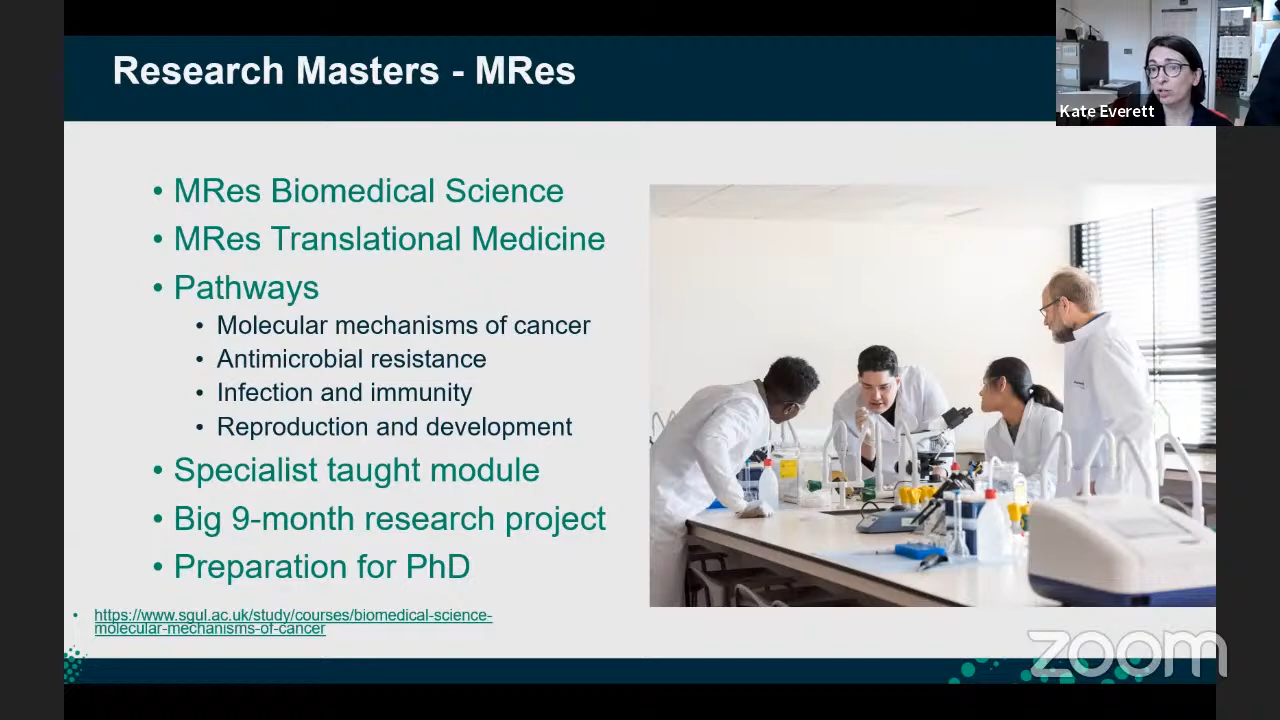 Research Masters - MRes
Kate Everett
• MRes Biomedical Science
• MRes Translational Medicine
• Pathways
• Molecular mechanisms of cancer
• Antimicrobial resistance
• Infection and immunity
• Reproduction and development
• Specialist taught module
• Big 9-month research project
• Preparation for PhD
• https://www.sgul.ac.uk/study/courses/biomedical-science-
molecular-mechanisms-of-cancer
zoom